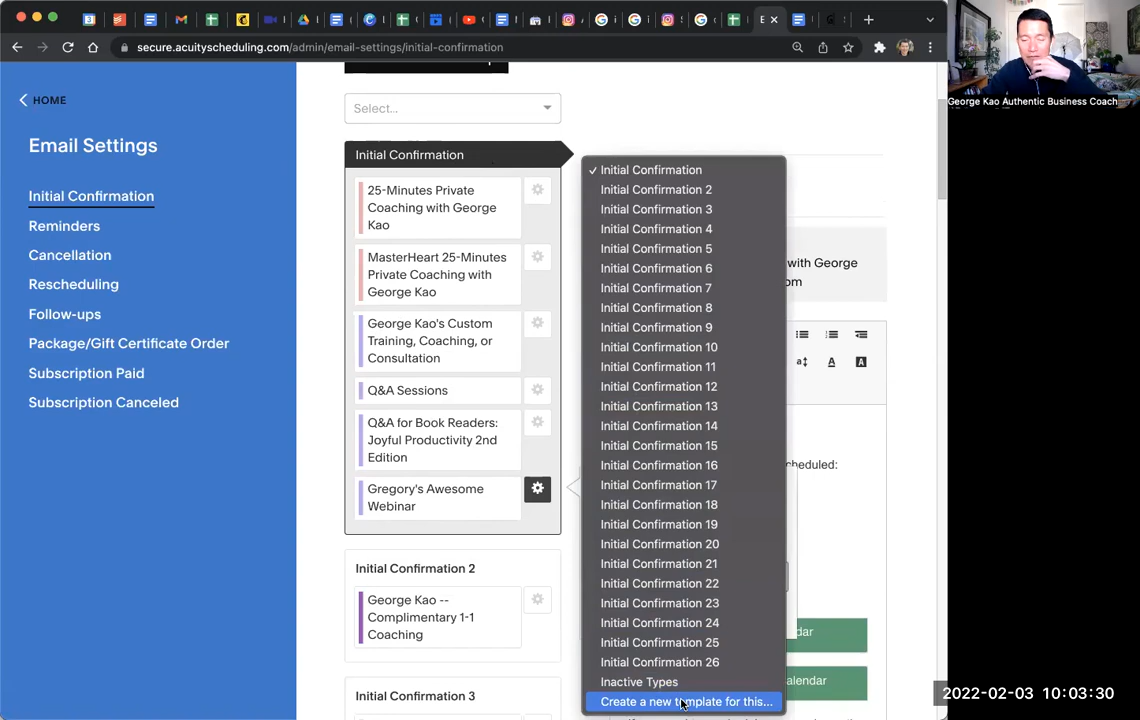 secure.acuityscheduling.com/admin/email-settings/initial-confirmation
George Kao Authentic Business Coach
HOME
Email Settings
Initial Confirmation
Reminders
Cancellation
Rescheduling
Follow-ups
Package/Gift Certificate Order
Subscription Paid
Subscription Canceled
Select...
Initial Confirmation
25-Minutes Private
Coaching with George
Kao
MasterHeart 25-Minutes
Private Coaching with
George Kao
George Kao's Custom
Training, Coaching, or
Consultation
Q&A Sessions
Q&A for Book Readers:
Joyful Productivity 2nd
Edition
Gregory's Awesome
Webinar
Initial Confirmation 2
George Kao --
Complimentary 1-1
Coaching
Initial Confirmation 3
✓ Initial Confirmation
Initial Confirmation 2
Initial Confirmation 3
Initial Confirmation 4
Initial Confirmation 5
Initial Confirmation 6
Initial Confirmation 7
Initial Confirmation 8
Initial Confirmation 9
Initial Confirmation 10
Initial Confirmation 11
Initial Confirmation 12
Initial Confirmation 13
Initial Confirmation 14
Initial Confirmation 15
Initial Confirmation 16
Initial Confirmation 17
Initial Confirmation 18
Initial Confirmation 19
Initial Confirmation 20
Initial Confirmation 21
Initial Confirmation 22
Initial Confirmation 23
Initial Confirmation 24
Initial Confirmation 25
Initial Confirmation 26
Inactive Types
Create a new template for this...
with George
om
cheduled:
dar
alendar
2022-02-03 10:03:30